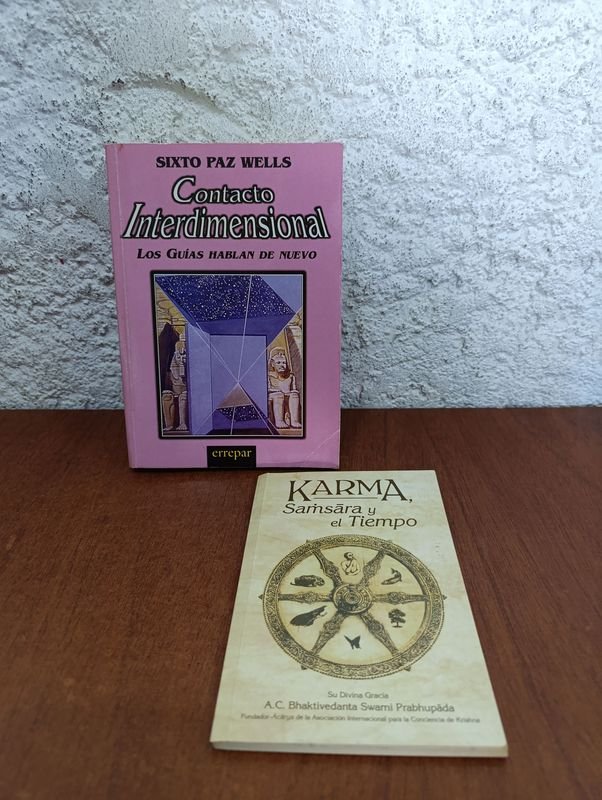 SIXTO PAZ WELLS
Contacto
Interdimensional
LOS GUÍAS HABLAN DE NUEVO
errepar
KARMA,
Saṁsāra y
el Tiempo
Su Divina Gracia
A.C. Bhaktivedanta Swami Prabhupāda
Fundador-Ācārya de la Asociación Internacional para la Conciencia de Krishna